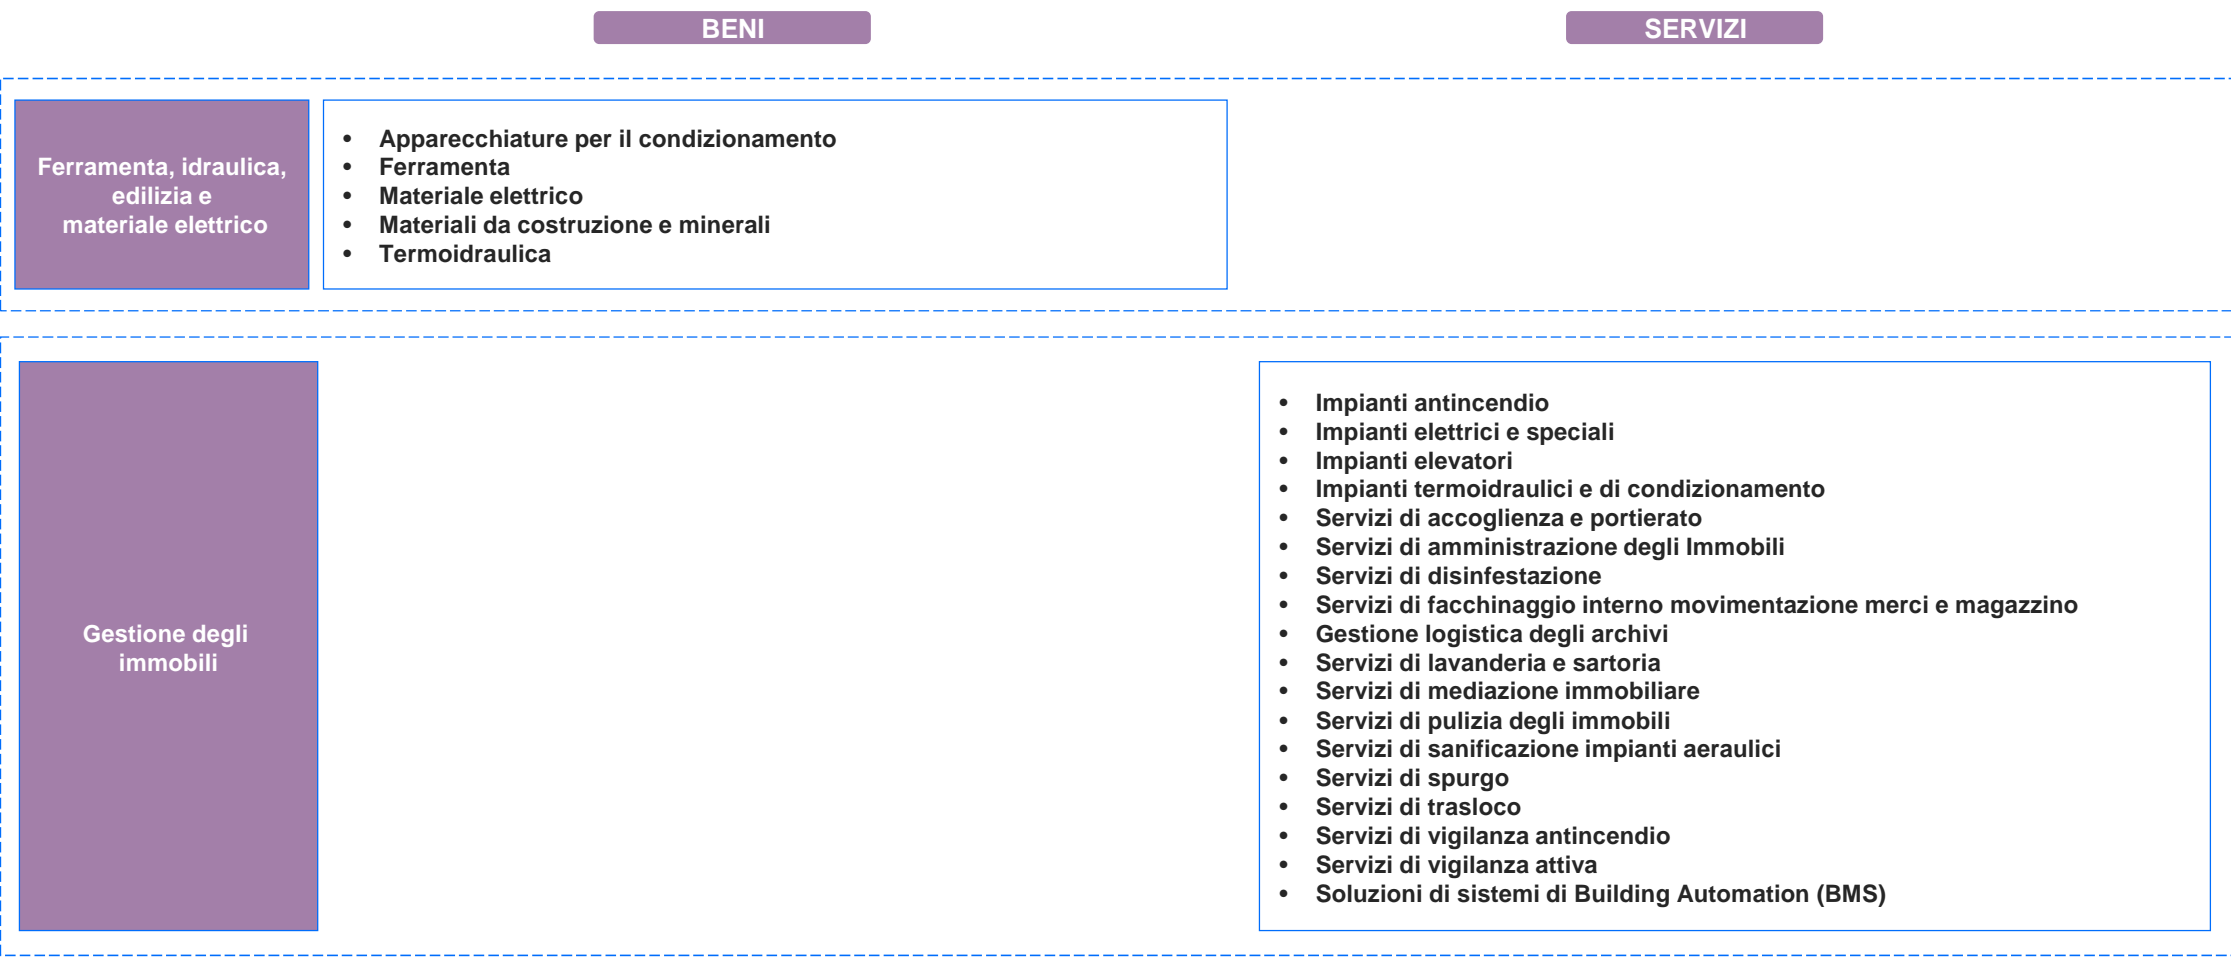 BENI
SERVIZI
Ferramenta, idraulica,
edilizia e
materiale elettrico
• Apparecchiature per il condizionamento
• Ferramenta
• Materiale elettrico
• Materiali da costruzione e minerali
• Termoidraulica
Gestione degli
immobili
• Impianti antincendio
• Impianti elettrici e speciali
• Impianti elevatori
• Impianti termoidraulici e di condizionamento
• Servizi di accoglienza e portierato
• Servizi di amministrazione degli Immobili
• Servizi di disinfestazione
• Servizi di facchinaggio interno movimentazione merci e magazzino
• Gestione logistica degli archivi
• Servizi di lavanderia e sartoria
• Servizi di mediazione immobiliare
• Servizi di pulizia degli immobili
• Servizi di sanificazione impianti aeraulici
• Servizi di spurgo
• Servizi di trasloco
• Servizi di vigilanza antincendio
• Servizi di vigilanza attiva
• Soluzioni di sistemi di Building Automation (BMS)